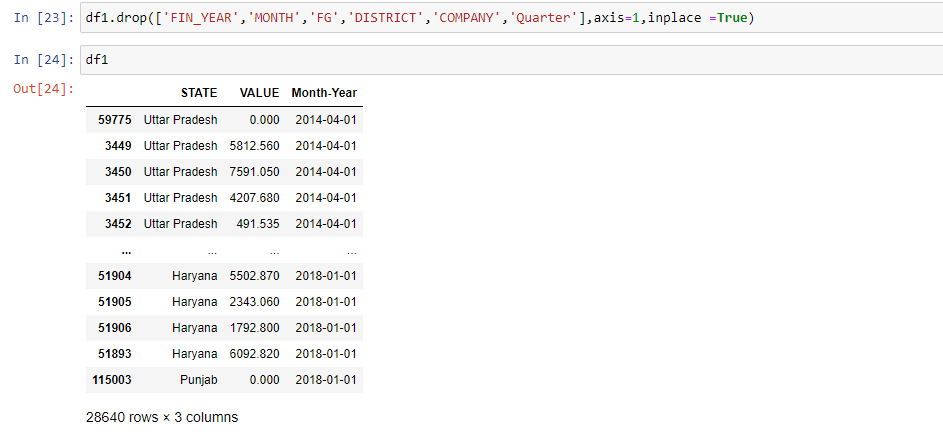 In [23]: df1.drop(['FIN_YEAR','MONTH','FG','DISTRICT','COMPANY','Quarter'],axis=1,inplace =True)
In [24]: df1
Out[24]:
STATE VALUE Month-Year
59775 Uttar Pradesh 0.000 2014-04-01
3449 Uttar Pradesh 5812.560 2014-04-01
3450 Uttar Pradesh 7591.050 2014-04-01
3451 Uttar Pradesh 4207.680 2014-04-01
3452 Uttar Pradesh 491.535 2014-04-01
... ... ... ...
51904 Haryana 5502.870 2018-01-01
51905 Haryana 2343.060 2018-01-01
51906 Haryana 1792.800 2018-01-01
51893 Haryana 6092.820 2018-01-01
115003 Punjab 0.000 2018-01-01
28640 rows × 3 columns